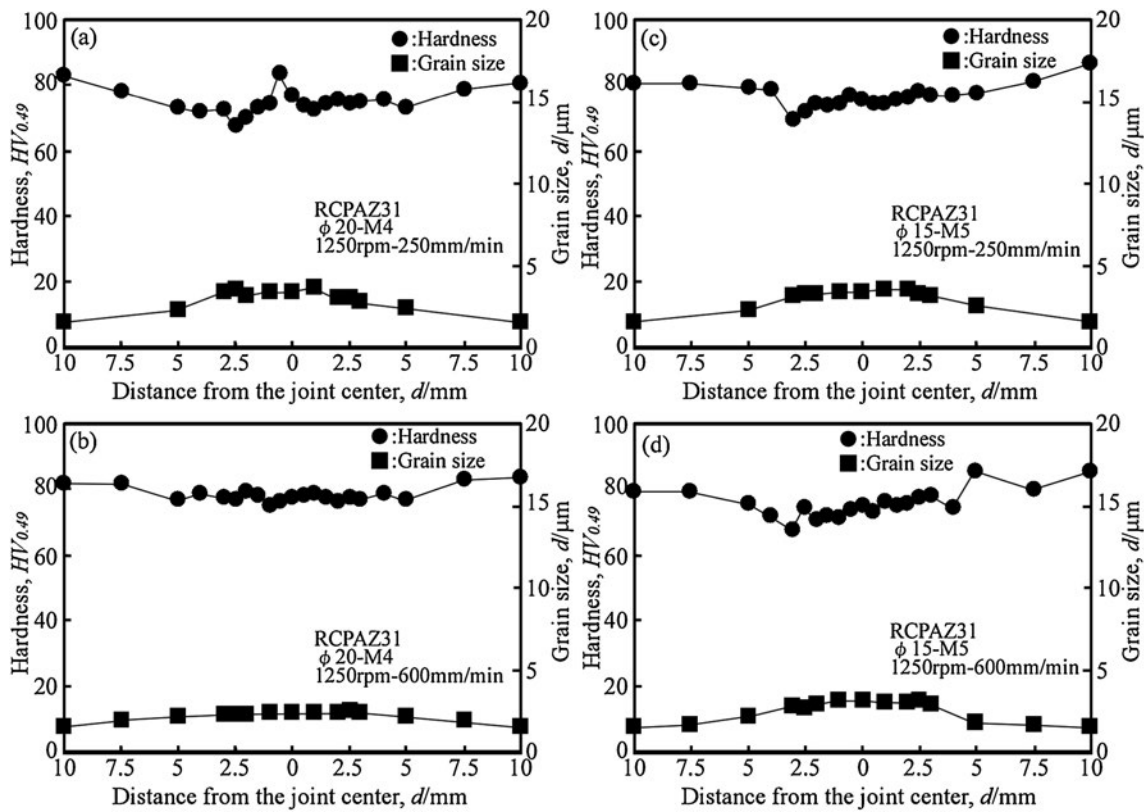 (a)
●:Hardness
■:Grain size
RCPAZ31
ϕ20-M4
1250rpm-250mm/min
100
80
60
40
20
0
Hardness, HV0.49
20
15
10
5
0
Grain size, d/μm
10 7.5 5 2.5 0 2.5 5 7.5 10
Distance from the joint center, d/mm
(c)
●:Hardness
■:Grain size
RCPAZ31
ϕ15-M5
1250rpm-250mm/min
100
80
60
40
20
0
Hardness, HV0.49
20
15
10
5
0
Grain size, d/μm
10 7.5 5 2.5 0 2.5 5 7.5 10
Distance from the joint center, d/mm
(b)
●:Hardness
■:Grain size
RCPAZ31
ϕ20-M4
1250rpm-600mm/min
100
80
60
40
20
0
Hardness, HV0.49
20
15
10
5
0
Grain size, d/μm
10 7.5 5 2.5 0 2.5 5 7.5 10
Distance from the joint center, d/mm
(d)
●:Hardness
■:Grain size
RCPAZ31
ϕ15-M5
1250rpm-600mm/min
100
80
60
40
20
0
Hardness, HV0.49
20
15
10
5
0
Grain size, d/μm
10 7.5 5 2.5 0 2.5 5 7.5 10
Distance from the joint center, d/mm